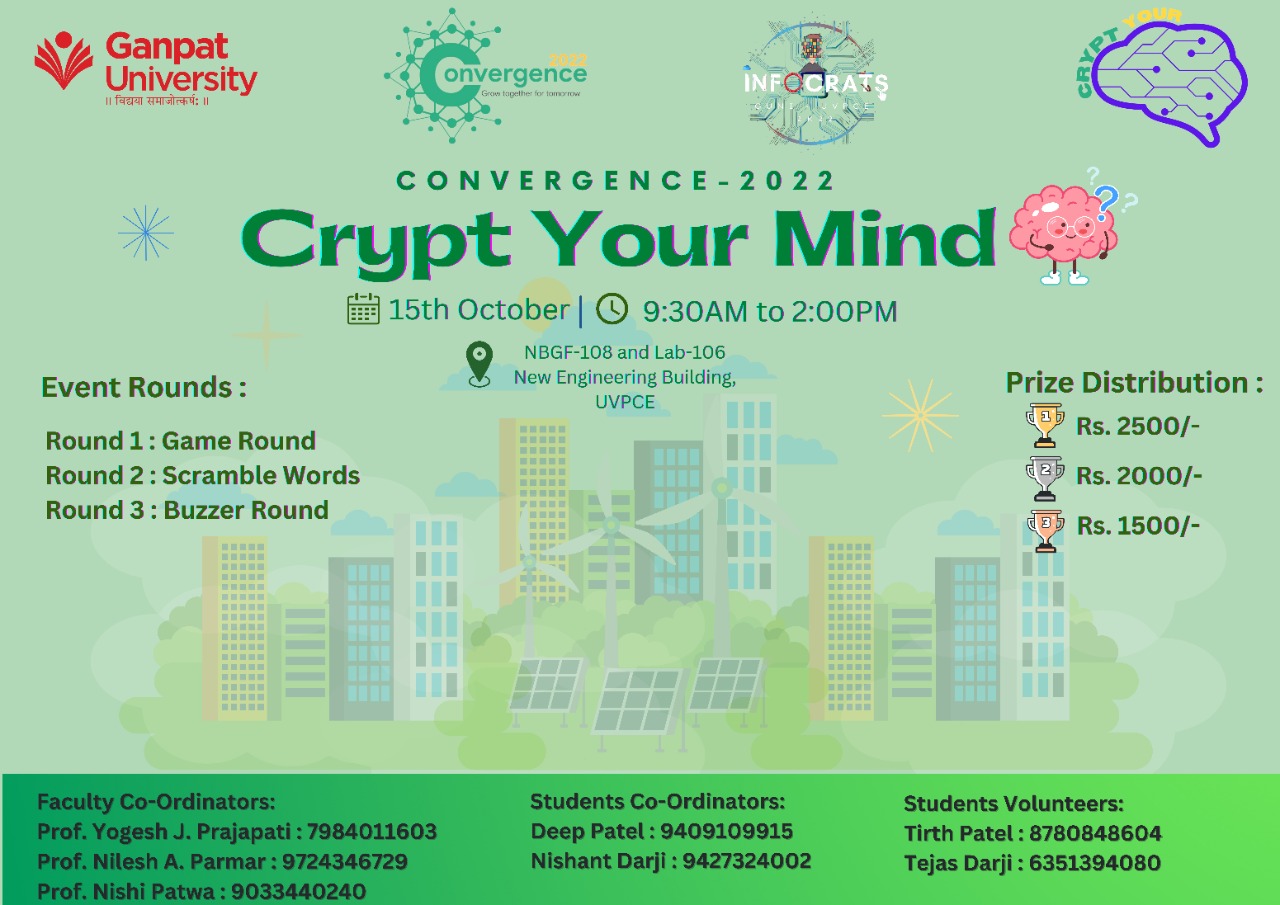 Ganpat
University
॥ विद्यया समाजोत्कर्षः ॥
2022
Convergence
Grow together for tomorrow
INFOCRATS
CRYPT YOUR
CONVERGENCE-2022
Crypt Your Mind
15th October | 9:30AM to 2:00PM
NBGF-108 and Lab-106
New Engineering Building,
UVPCE
Event Rounds :
Round 1 : Game Round
Round 2 : Scramble Words
Round 3 : Buzzer Round
Prize Distribution :
1 Rs. 2500/-
2 Rs. 2000/-
3 Rs. 1500/-
Faculty Co-Ordinators:
Prof. Yogesh J. Prajapati : 7984011603
Prof. Nilesh A. Parmar : 9724346729
Prof. Nishi Patwa : 9033440240
Students Co-Ordinators:
Deep Patel : 9409109915
Nishant Darji : 9427324002
Students Volunteers:
Tirth Patel : 8780848604
Tejas Darji : 6351394080